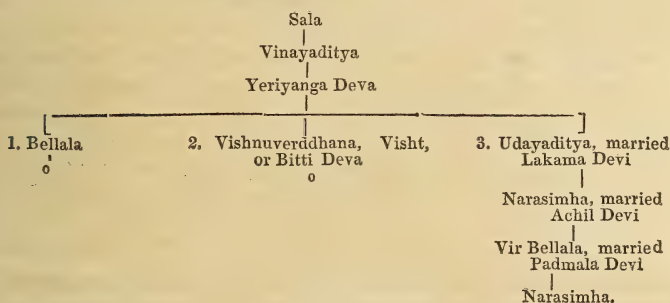 Sala
Vinayaditya
Yeriyanga Deva
1. Bellala
o
2. Vishnuverddhana, Visht,
or Bitti Deva
o
3. Udayaditya, married
Lakama Devi
Narasimha, married
Achil Devi
Vir Bellala, married
Padmala Devi
Narasimha.